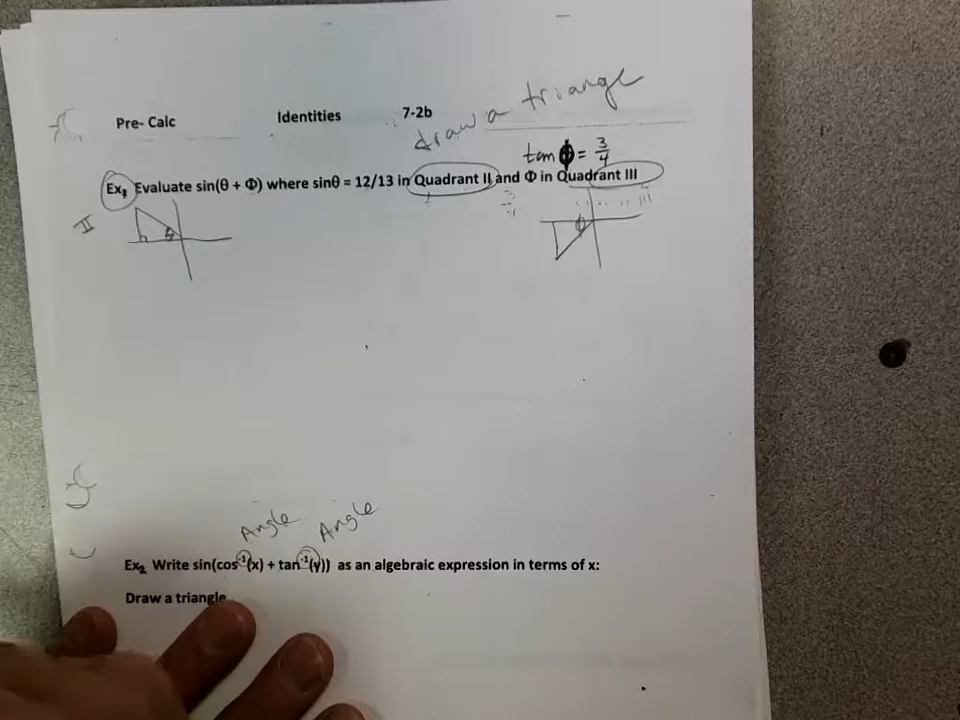 Pre- Calc Identities 7-2b
draw a triangle
tan Φ = 3/4
Ex1 Evaluate sin(θ + Φ) where sinθ = 12/13 in Quadrant II and Φ in Quadrant III
II
θ Φ
Angle Angle
Ex2 Write sin(cos⁻¹(x) + tan⁻¹(y)) as an algebraic expression in terms of x:
Draw a triangle